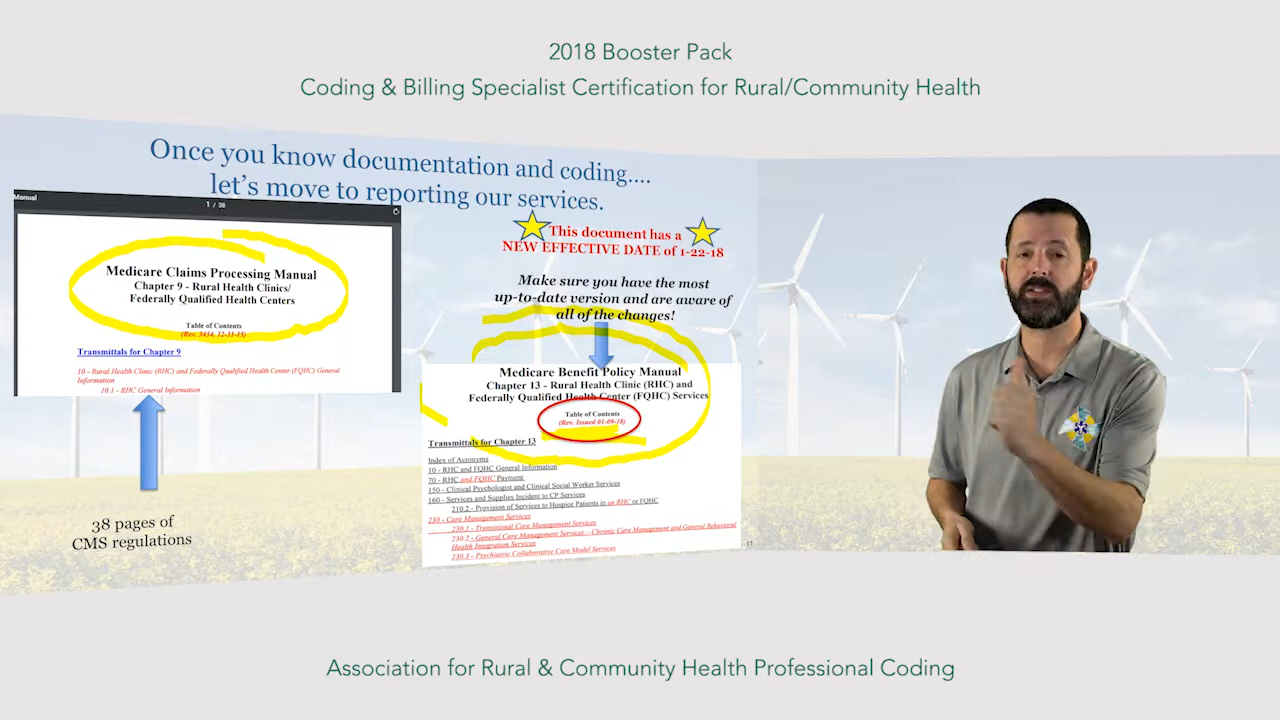 2018 Booster Pack
Coding & Billing Specialist Certification for Rural/Community Health
Once you know documentation and coding....
let's move to reporting our services.
Manual
1 / 38
Medicare Claims Processing Manual
Chapter 9 - Rural Health Clinics/
Federally Qualified Health Centers
Table of Contents
(Rev. 3434, 12-31-15)
Transmittals for Chapter 9
10 - Rural Health Clinic (RHC) and Federally Qualified Health Center (FQHC) General
Information
10.1 - RHC General Information
38 pages of
CMS regulations
This document has a
NEW EFFECTIVE DATE of 1-22-18
Make sure you have the most
up-to-date version and are aware of
all of the changes!
Medicare Benefit Policy Manual
Chapter 13 - Rural Health Clinic (RHC) and
Federally Qualified Health Center (FQHC) Services
Table of Contents
(Rev. Issued 01-09-18)
Transmittals for Chapter 13
Index of Acronyms
10 - RHC and FQHC General Information
70 - RHC and FQHC Payment
150 - Clinical Psychologist and Clinical Social Worker Services
160 - Services and Supplies Incident to CP Services
210.2 - Provision of Services to Hospice Patients in an RHC or FQHC
230 - Care Management Services
230.1 - Transitional Care Management Services
230.2 - General Care Management Services – Chronic Care Management and General Behavioral
Health Integration Services
230.3 - Psychiatric Collaborative Care Model Services
11
Association for Rural & Community Health Professional Coding